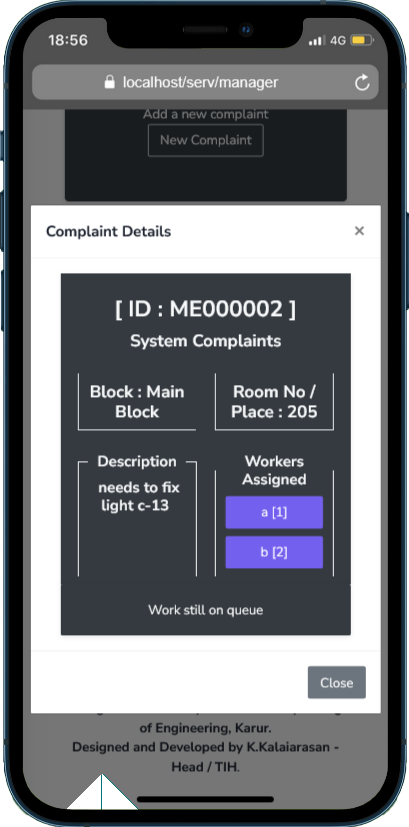 18:56
4G
localhost/serv/manager
Add a new complaint
New Complaint
Complaint Details
×
[ ID : ME000002 ]
System Complaints
Block : Main
Block
Room No /
Place : 205
Description
needs to fix
light c-13
Workers
Assigned
a [1]
b [2]
Work still on queue
Close
of Engineering, Karur.
Designed and Developed by K.Kalaiarasan -
Head / TIH.